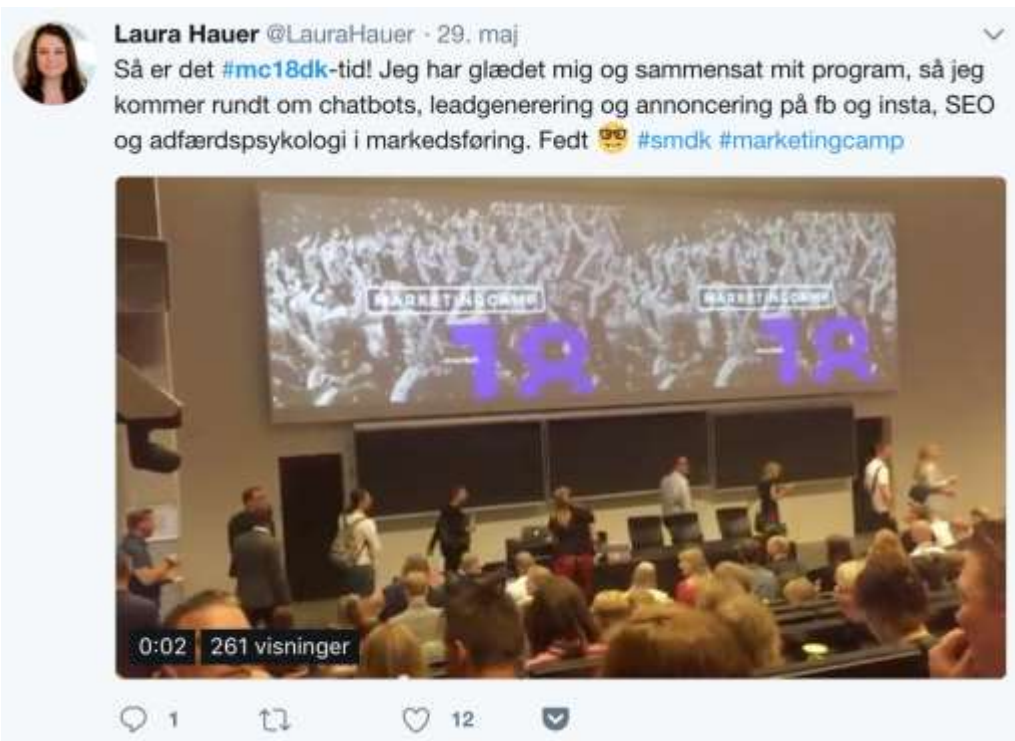 Laura Hauer @LauraHauer · 29. maj
Så er det #mc18dk-tid! Jeg har glædet mig og sammensat mit program, så jeg
kommer rundt om chatbots, leadgenerering og annoncering på fb og insta, SEO
og adfærdspsykologi i markedsføring. Fedt 🤓 #smdk #marketingcamp
MARKETINGCAMP MARKETINGCAMP
18 18
0:02 261 visninger
1 12